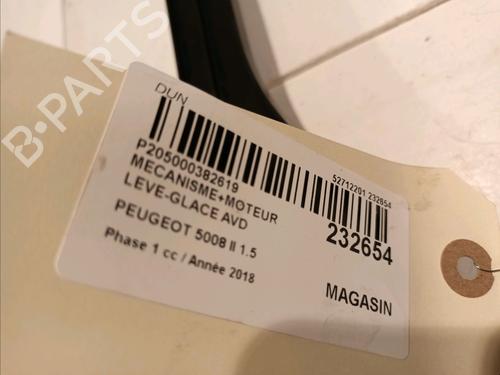 DUN
P205000382619
MECANISME+MOTEUR
LEVE-GLACE AVD
PEUGEOT 5008 II 1.5
Phase 1 cc / Année 2018
52712201 232654
232654
MAGASIN
B-PARTS